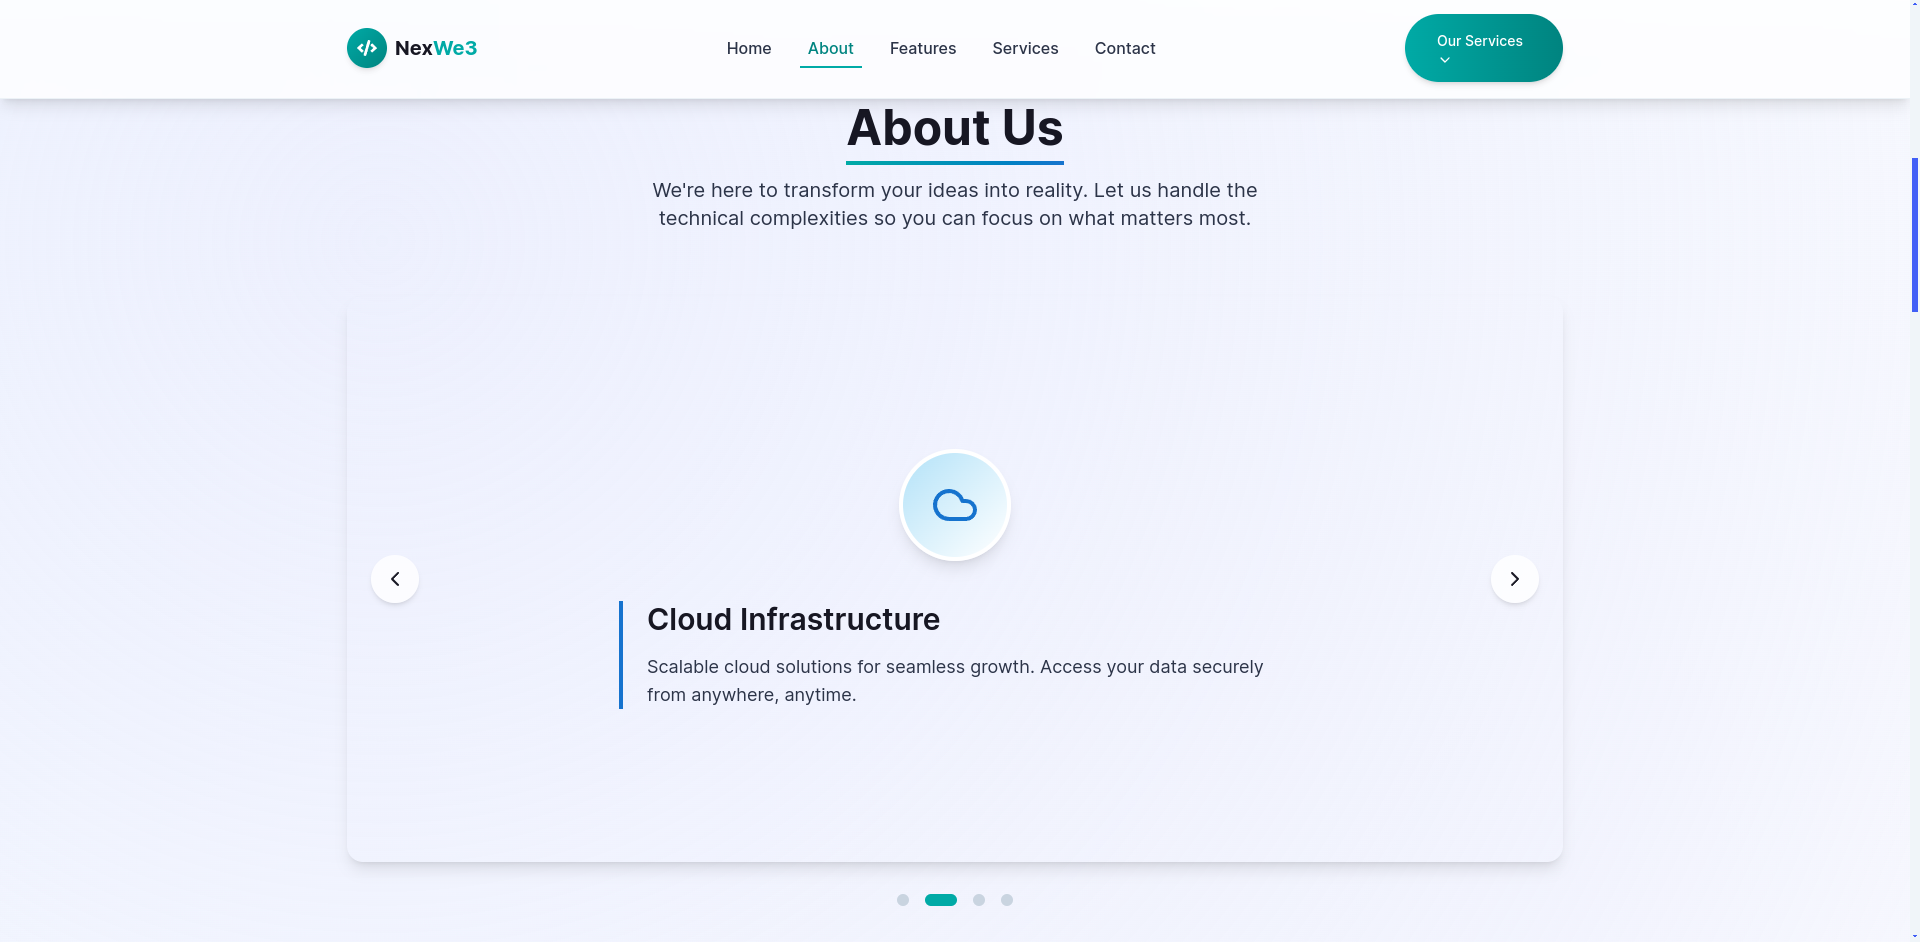 NexWe3
Home
About
Features
Services
Contact
Our Services
About Us
We're here to transform your ideas into reality. Let us handle the
technical complexities so you can focus on what matters most.
Cloud Infrastructure
Scalable cloud solutions for seamless growth. Access your data securely
from anywhere, anytime.